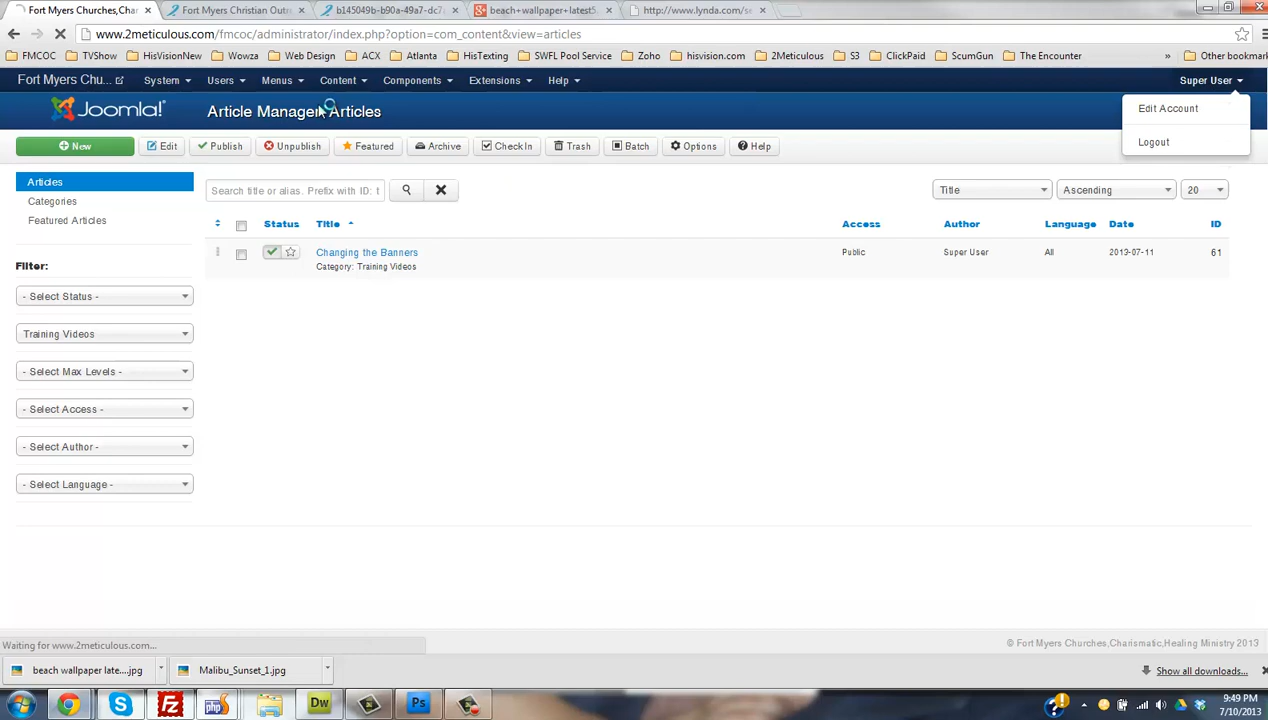 Fort Myers Churches,Char
Fort Myers Christian Outre
b145049b-b90a-49a7-dc7
beach+wallpaper+latest5.
http://www.lynda.com/se
www.2meticulous.com/fmcoc/administrator/index.php?option=com_content&view=articles
FMCOC
TVShow
HisVisionNew
Wowza
Web Design
ACX
Atlanta
HisTexting
SWFL Pool Service
Zoho
hisvision.com
2Meticulous
S3
ClickPaid
ScumGun
The Encounter
»
Other bookmark
Fort Myers Chu...
System
Users
Menus
Content
Components
Extensions
Help
Super User
Joomla!
Article Manager: Articles
Edit Account
Logout
New
Edit
Publish
Unpublish
Featured
Archive
Check In
Trash
Batch
Options
Help
Articles
Categories
Featured Articles
Search title or alias. Prefix with ID: t
Title
Ascending
20
Status
Title
Access
Author
Language
Date
ID
Changing the Banners
Category: Training Videos
Public
Super User
All
2013-07-11
61
Filter:
- Select Status -
Training Videos
- Select Max Levels -
- Select Access -
- Select Author -
- Select Language -
Waiting for www.2meticulous.com...
© Fort Myers Churches,Charismatic,Healing Ministry 2013
beach wallpaper late....jpg
Malibu_Sunset_1.jpg
Show all downloads...
php
Dw
Ps
9:49 PM
7/10/2013